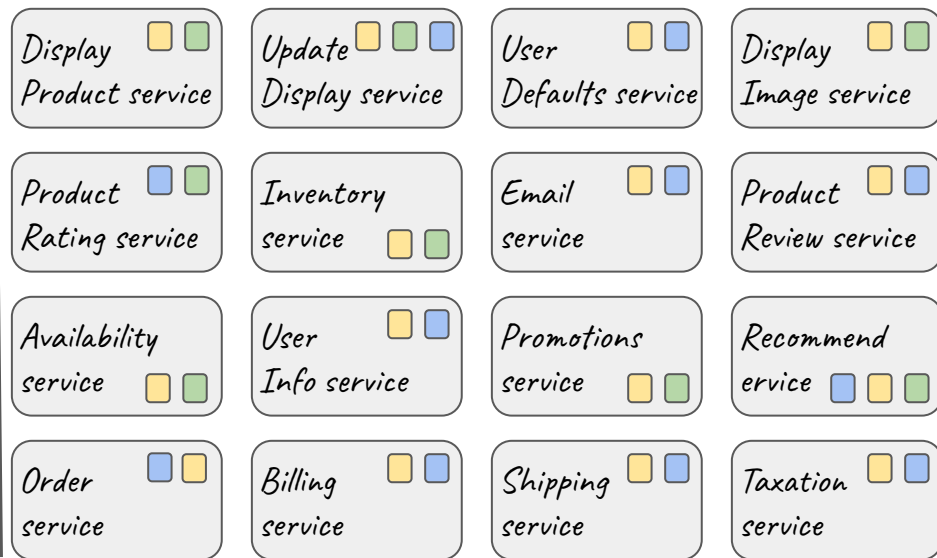 Display
Product service
Update
Display service
User
Defaults service
Display
Image service
Product
Rating service
Inventory
service
Email
service
Product
Review service
Availability
service
User
Info service
Promotions
service
Recommend
ervice
Order
service
Billing
service
Shipping
service
Taxation
service